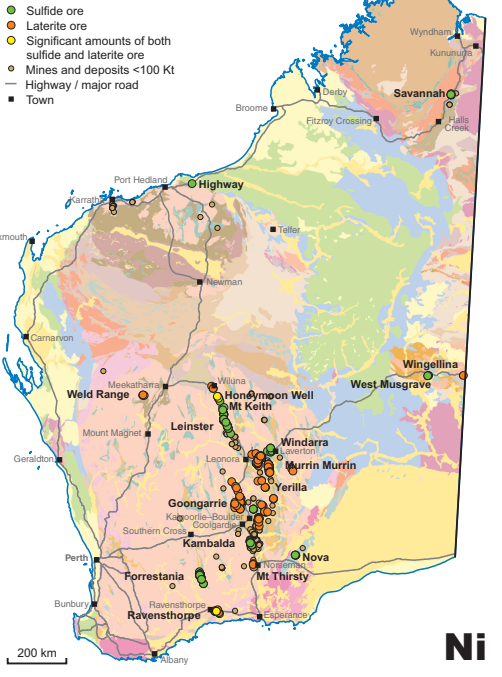 Sulfide ore
Laterite ore
Significant amounts of both
sulfide and laterite ore
Mines and deposits <100 Kt
Highway / major road
Town
Wyndham
Kununurra
Derby
Savannah
Broome
Fitzroy Crossing
Halls
Creek
Port Hedland
Highway
Karratha
Telfer
xmouth
Newman
Carnarvon
Wingellina
West Musgrave
Meekatharra
Wiluna
Weld Range
Honeymoon Well
Mt Keith
Leinster
Mount Magnet
Windarra
Laverton
Geraldton
Leonora
Murrin Murrin
Yerilla
Goongarrie
Kalgoorlie–Boulder
Coolgardie
Southern Cross
Kambalda
Perth
Nova
Norseman
Forrestania
Mt Thirsty
Bunbury
Ravensthorpe
Ravensthorpe
Esperance
Ni
200 km
Albany